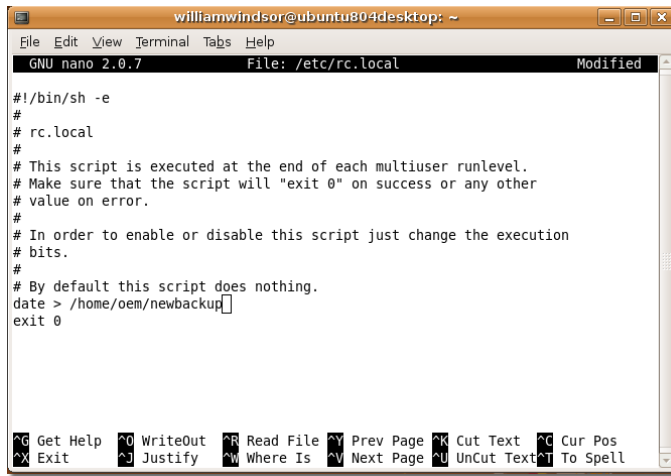 williamwindsor@ubuntu804desktop: ~
File Edit View Terminal Tabs Help
GNU nano 2.0.7 File: /etc/rc.local Modified
#!/bin/sh -e
#
# rc.local
#
# This script is executed at the end of each multiuser runlevel.
# Make sure that the script will "exit 0" on success or any other
# value on error.
#
# In order to enable or disable this script just change the execution
# bits.
#
# By default this script does nothing.
date > /home/oem/newbackup
exit 0
^G Get Help ^O WriteOut ^R Read File ^Y Prev Page ^K Cut Text ^C Cur Pos
^X Exit ^J Justify ^W Where Is ^V Next Page ^U UnCut Text ^T To Spell